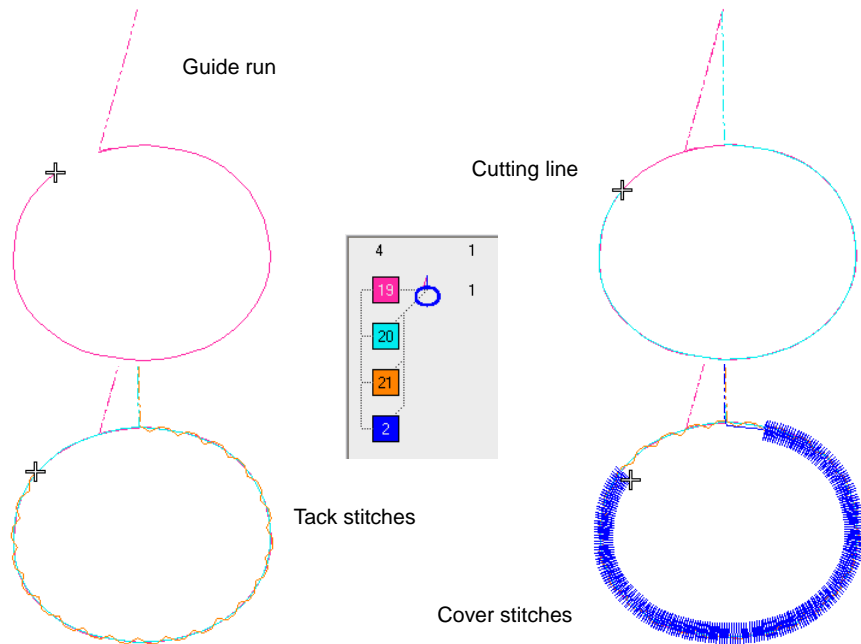 Guide run
Cutting line
4 1
19 1
20
21
2
Tack stitches
Cover stitches